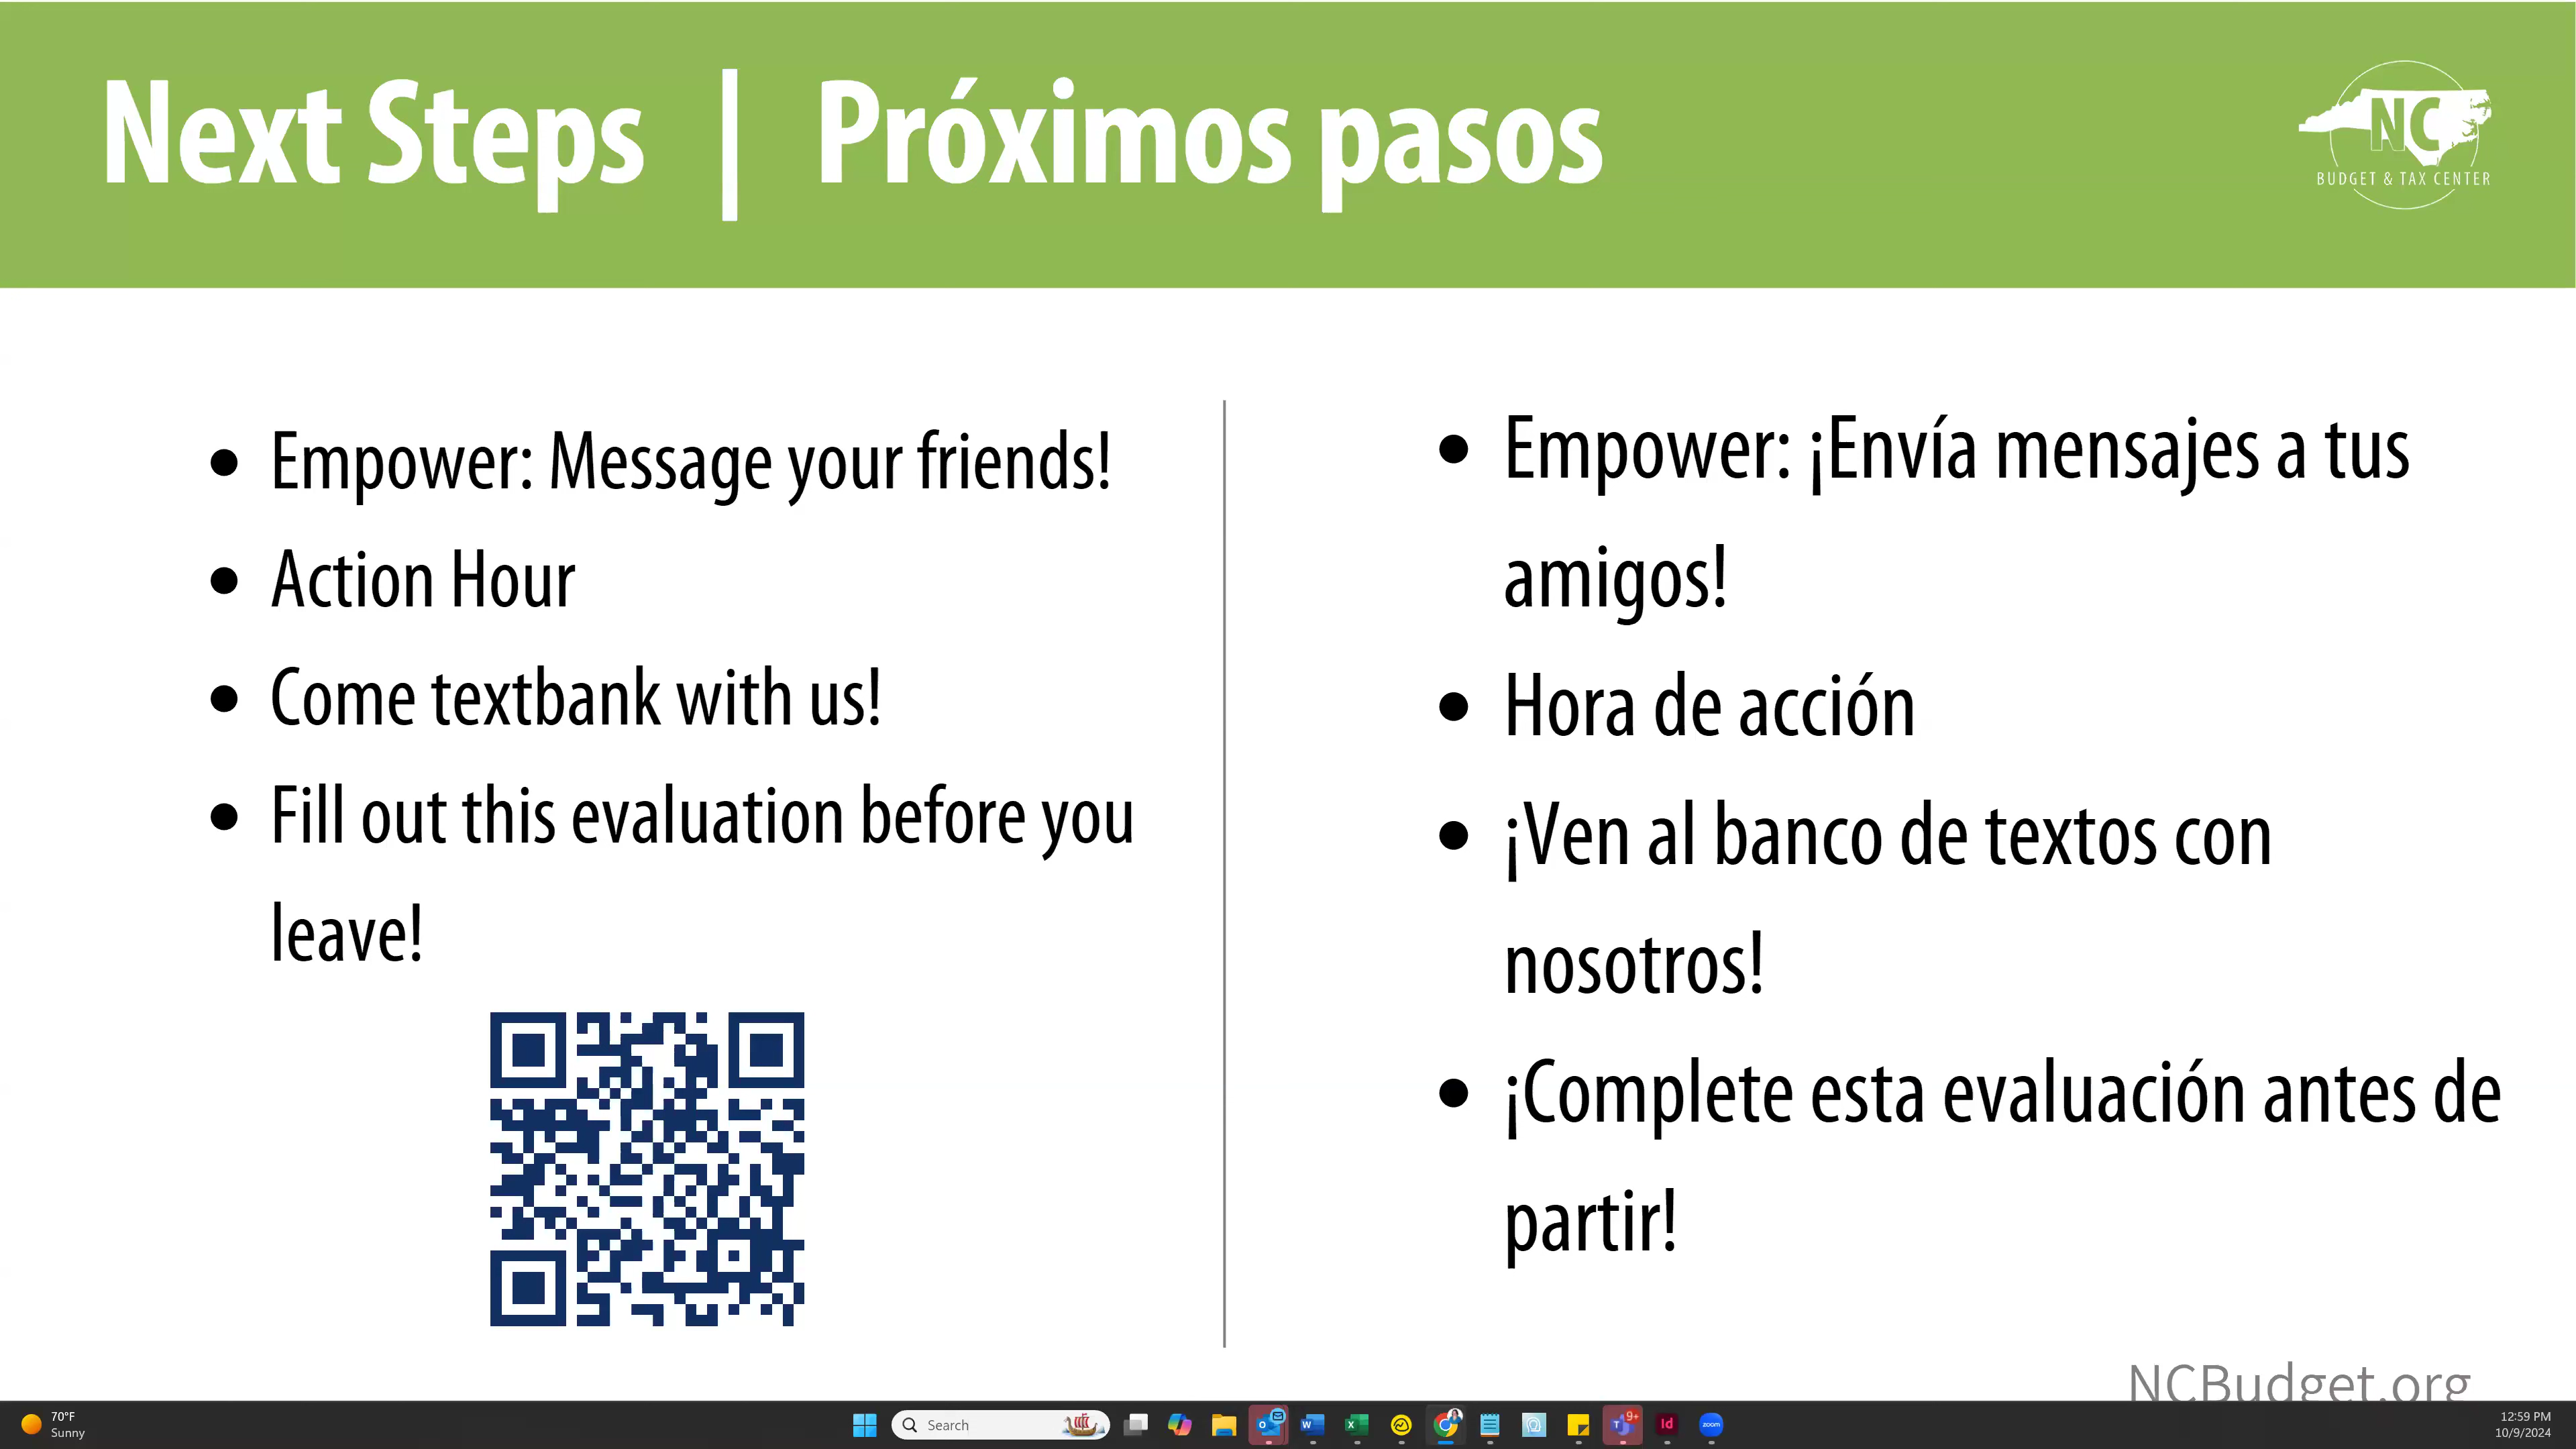 Next Steps | Próximos pasos
NC
BUDGET & TAX CENTER
• Empower: Message your friends!
• Action Hour
• Come textbank with us!
• Fill out this evaluation before you
leave!
• Empower: ¡Envía mensajes a tus
amigos!
• Hora de acción
• ¡Ven al banco de textos con
nosotros!
• ¡Complete esta evaluación antes de
partir!
NCBudget.org
70°F
Sunny
Search
9+
Id
zoom
12:59 PM
10/9/2024